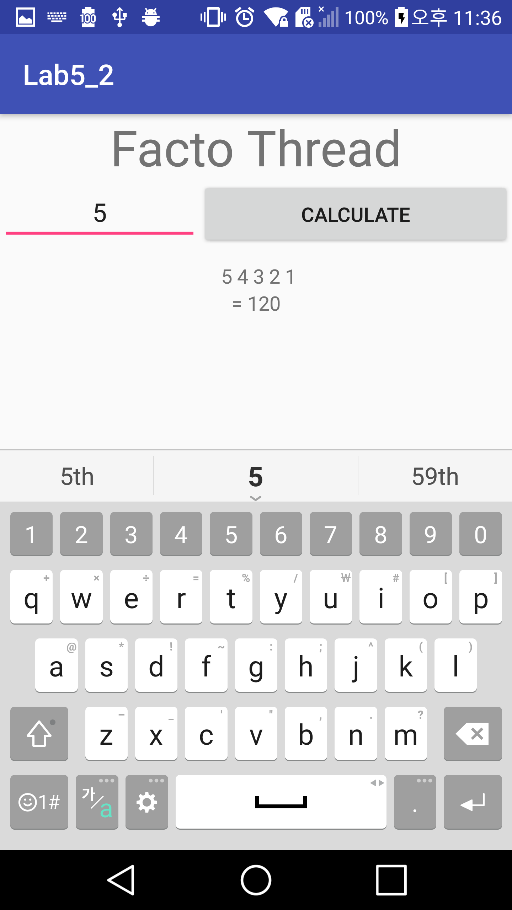 100% 오후 11:36
Lab5_2
Facto Thread
5 CALCULATE
5 4 3 2 1
= 120
5th 5 59th
1 2 3 4 5 6 7 8 9 0
+ × ÷ = % / ₩ # [ ]
q w e r t y u i o p
@ * ! ~ : ; ^ ( )
a s d f g h j k l
- _ ' " , . ?
z x c v b n m
1# 가/a .